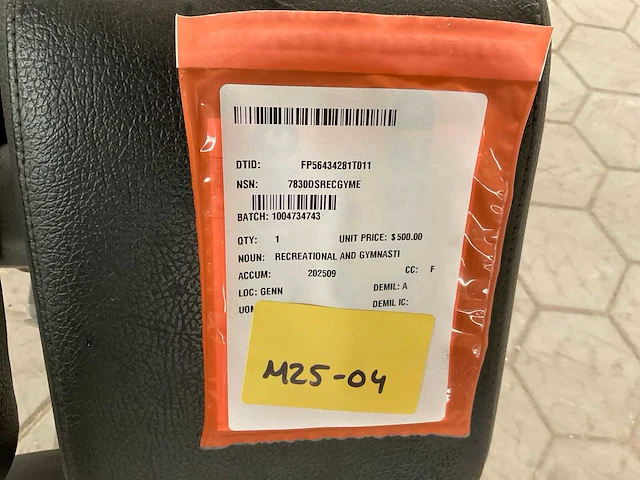 DTID: FP56434281T011
NSN: 7830DSRECGYME
BATCH: 1004734743
QTY: 1 UNIT PRICE: $500.00
NOUN: RECREATIONAL AND GYMNASTI
ACCUM: 202509 CC: F
LOC: GENN DEMIL: A
DEMIL IC:
M25-04